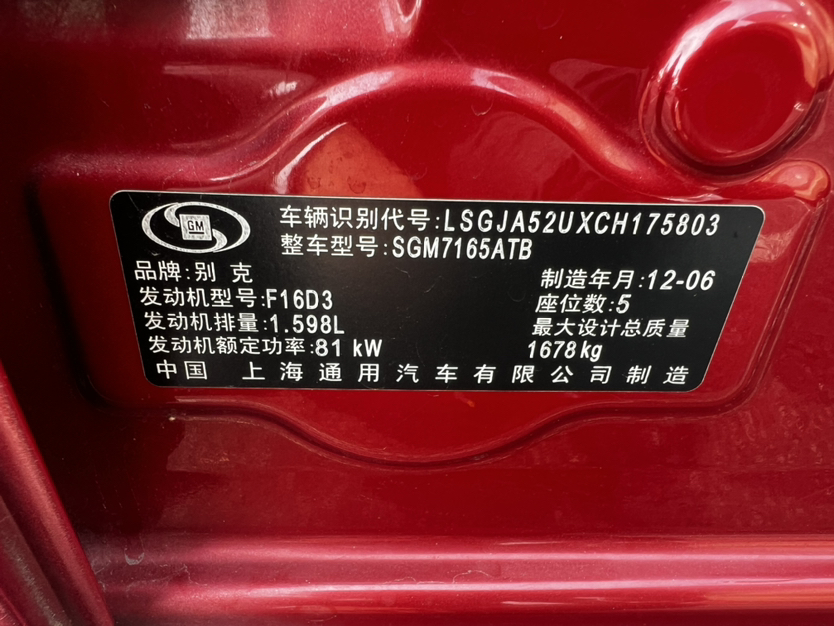 GM
车辆识别代号:LSGJA52UXCH175803
整车型号:SGM7165ATB
品牌:别 克
制造年月:12-06
发动机型号:F16D3
座位数:5
发动机排量:1.598L
最大设计总质量
发动机额定功率:81 kW
1678kg
中国 上海通用汽车有限公司制造